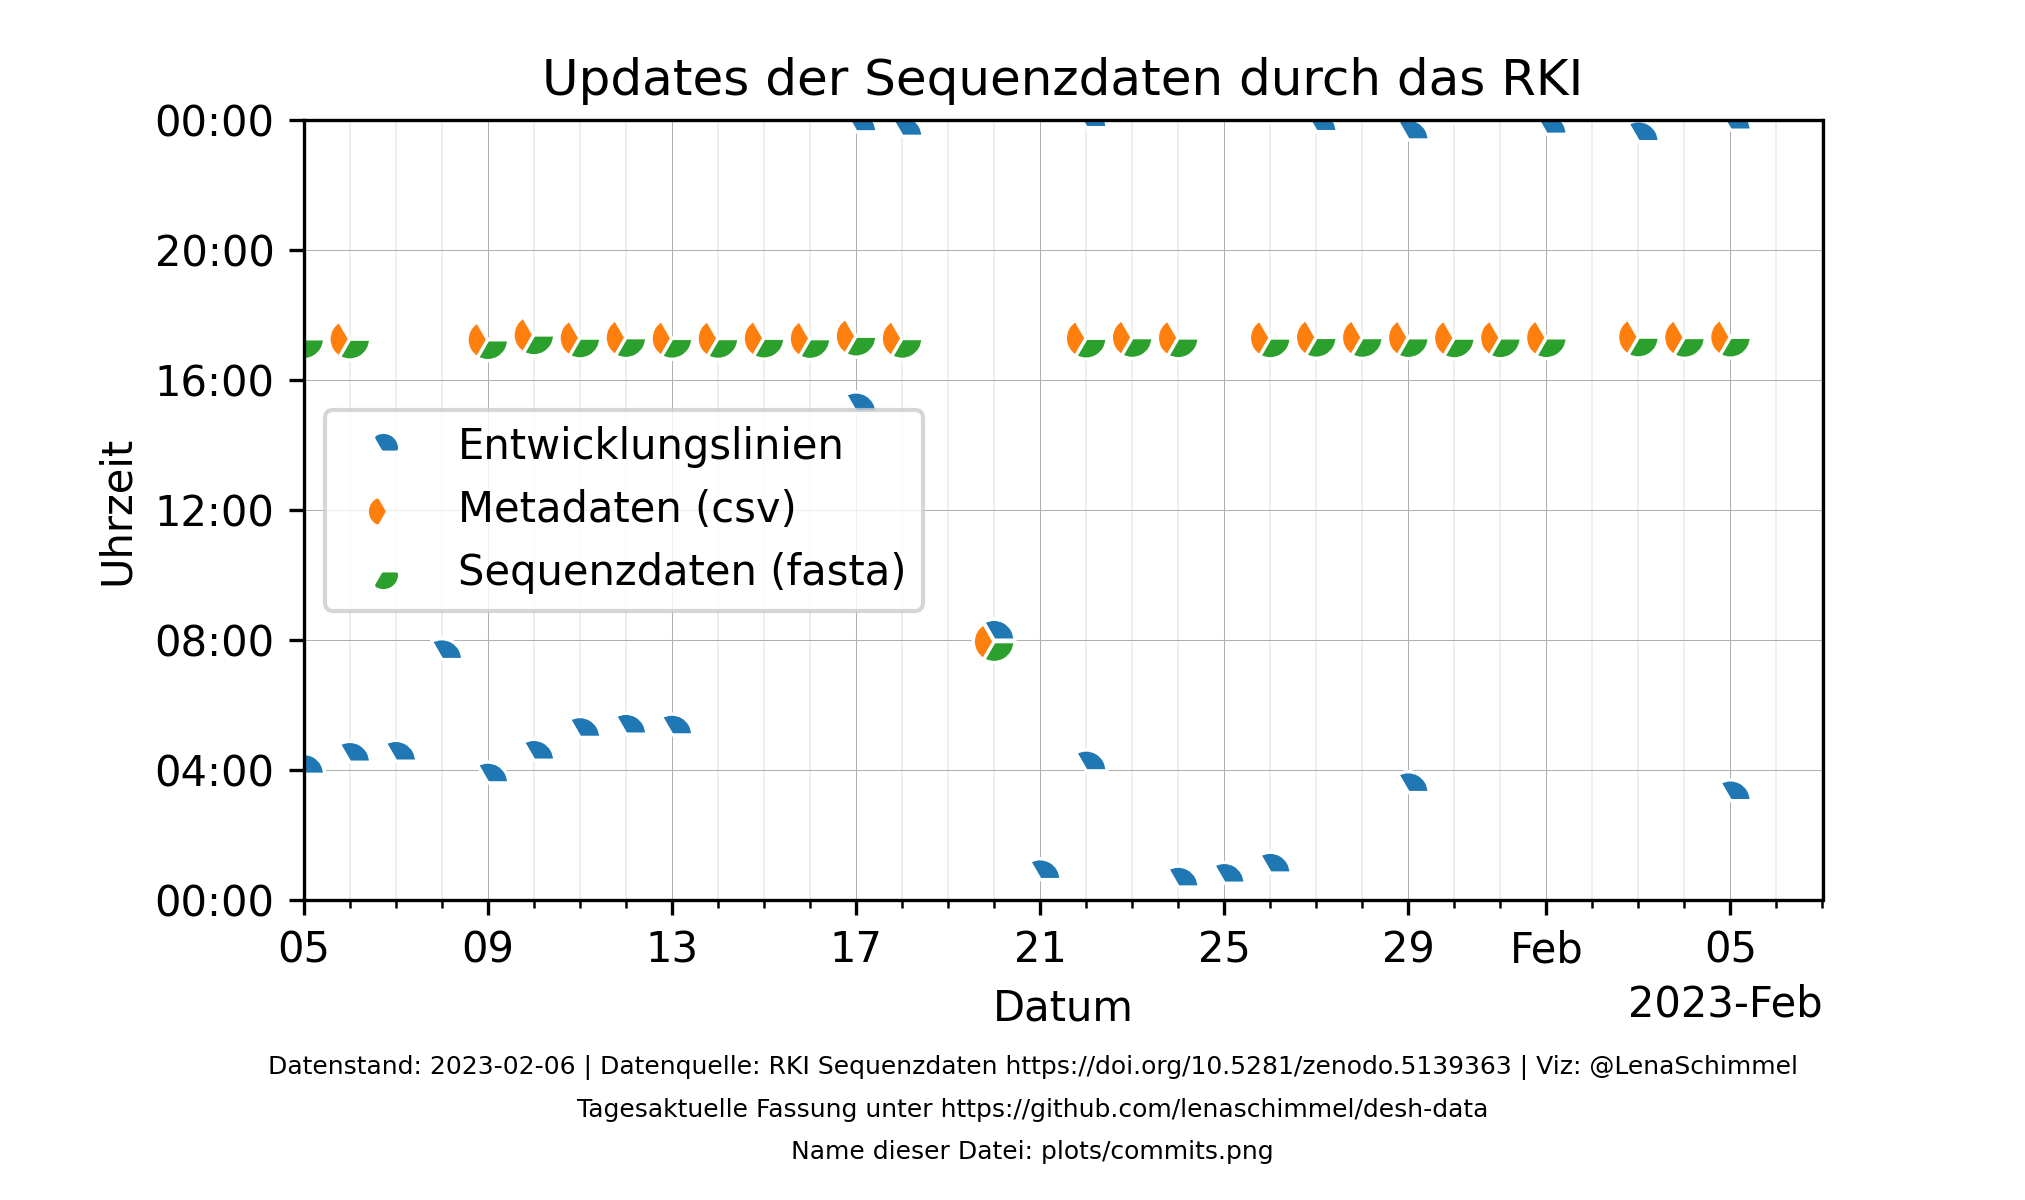 Updates der Sequenzdaten durch das RKI
00:00
20:00
16:00
12:00
08:00
04:00
00:00
Uhrzeit
Entwicklungslinien
Metadaten (csv)
Sequenzdaten (fasta)
05 09 13 17 21 25 29 Feb 05
Datum
2023-Feb
Datenstand: 2023-02-06 | Datenquelle: RKI Sequenzdaten https://doi.org/10.5281/zenodo.5139363 | Viz: @LenaSchimmel
Tagesaktuelle Fassung unter https://github.com/lenaschimmel/desh-data
Name dieser Datei: plots/commits.png